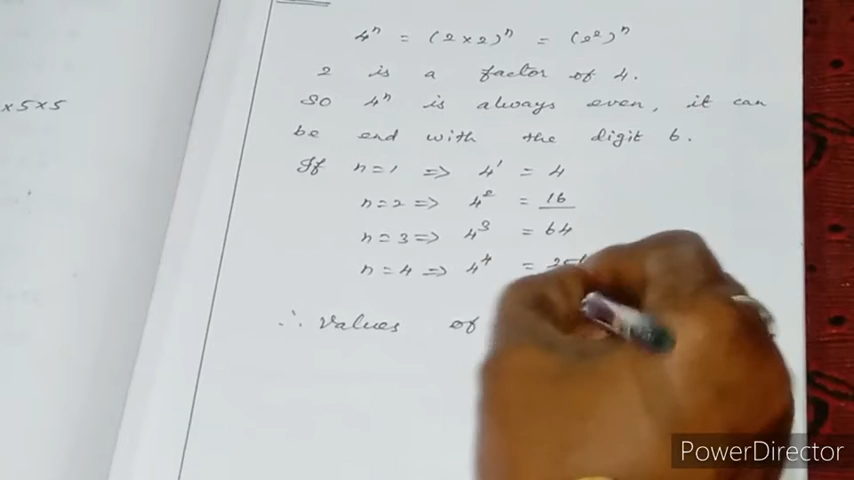 ×5×5
4ⁿ = (2×2)ⁿ = (2²)ⁿ
2 is a factor of 4.
So 4ⁿ is always even, it can
be end with the digit 6.
If n=1 => 4¹ = 4
n=2 => 4² = 16
n=3 => 4³ = 64
n=4 => 4⁴ = 256
∴ values of
PowerDirector